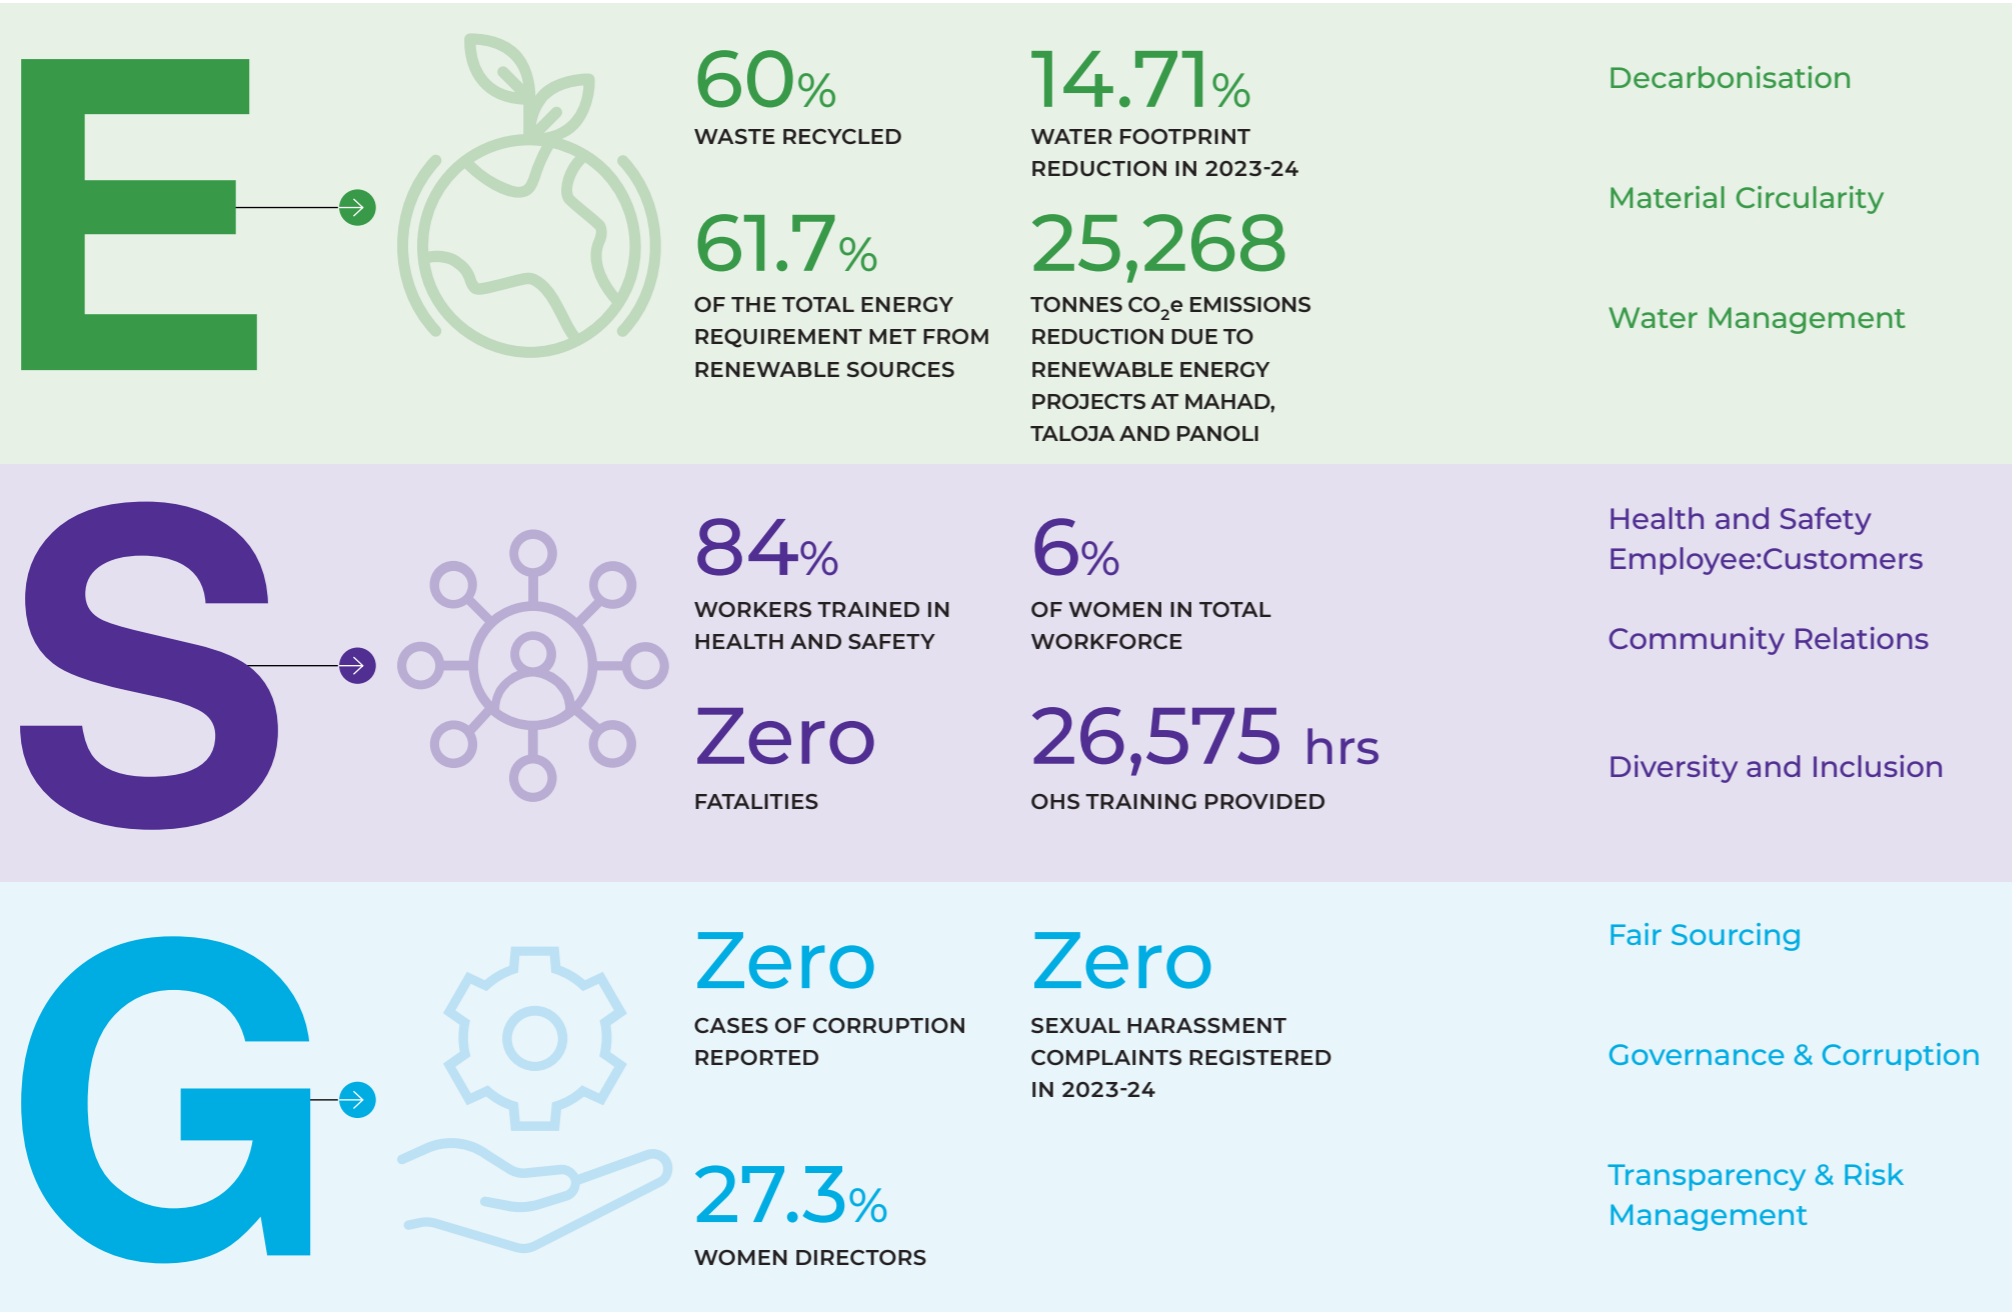 E
60%
WASTE RECYCLED
14.71%
WATER FOOTPRINT
REDUCTION IN 2023-24
61.7%
OF THE TOTAL ENERGY
REQUIREMENT MET FROM
RENEWABLE SOURCES
25,268
TONNES CO₂e EMISSIONS
REDUCTION DUE TO
RENEWABLE ENERGY
PROJECTS AT MAHAD,
TALOJA AND PANOLI
Decarbonisation
Material Circularity
Water Management
S
84%
WORKERS TRAINED IN
HEALTH AND SAFETY
6%
OF WOMEN IN TOTAL
WORKFORCE
Zero
FATALITIES
26,575 hrs
OHS TRAINING PROVIDED
Health and Safety
Employee:Customers
Community Relations
Diversity and Inclusion
G
Zero
CASES OF CORRUPTION
REPORTED
Zero
SEXUAL HARASSMENT
COMPLAINTS REGISTERED
IN 2023-24
27.3%
WOMEN DIRECTORS
Fair Sourcing
Governance & Corruption
Transparency & Risk
Management